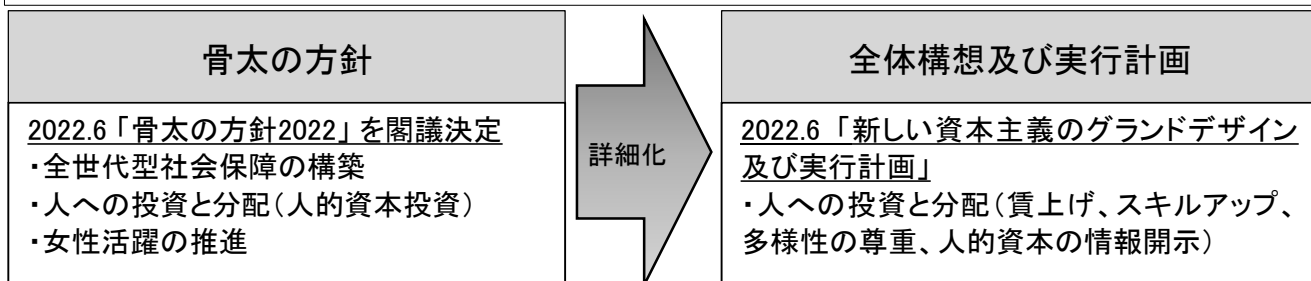 骨太の方針
2022.6「骨太の方針2022」を閣議決定
・全世代型社会保障の構築
・人への投資と分配(人的資本投資)
・女性活躍の推進
詳細化
全体構想及び実行計画
2022.6 「新しい資本主義のグランドデザイン
及び実行計画」
・人への投資と分配(賃上げ、スキルアップ、
多様性の尊重、人的資本の情報開示)